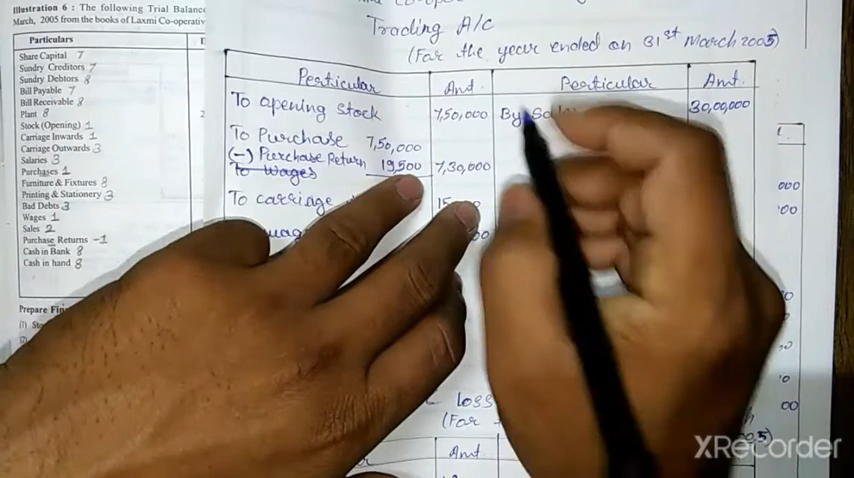 Illustration 6 : The following Trial Balance
March, 2005 from the books of Laxmi Co-operativ
Particulars
Share Capital 7
Sundry Creditors 7
Sundry Debtors 8
Bill Payable 7
Bill Receivable 8
Plant 8
Stock (Opening) 1
Carriage Inwards 1
Carriage Outwards 3
Salaries 3
Purchases 1
Furniture & Fixtures 8
Printing & Stationery 3
Bad Debts 3
Wages 1
Sales 2
Purchase Returns -1
Cash in Bank 8
Cash in hand 8
Prepare Fin
Trading A/c
(For the year ended on 31st March 2005)
Perticular Amt. Perticular Amt.
To opening stock 7,50,000 By 30,00,000
To Purchase 7,50,000
(-) Purchase Return 19,500 7,30,000
To wages
To carriage
Loss
(For
Amt
XRecorder